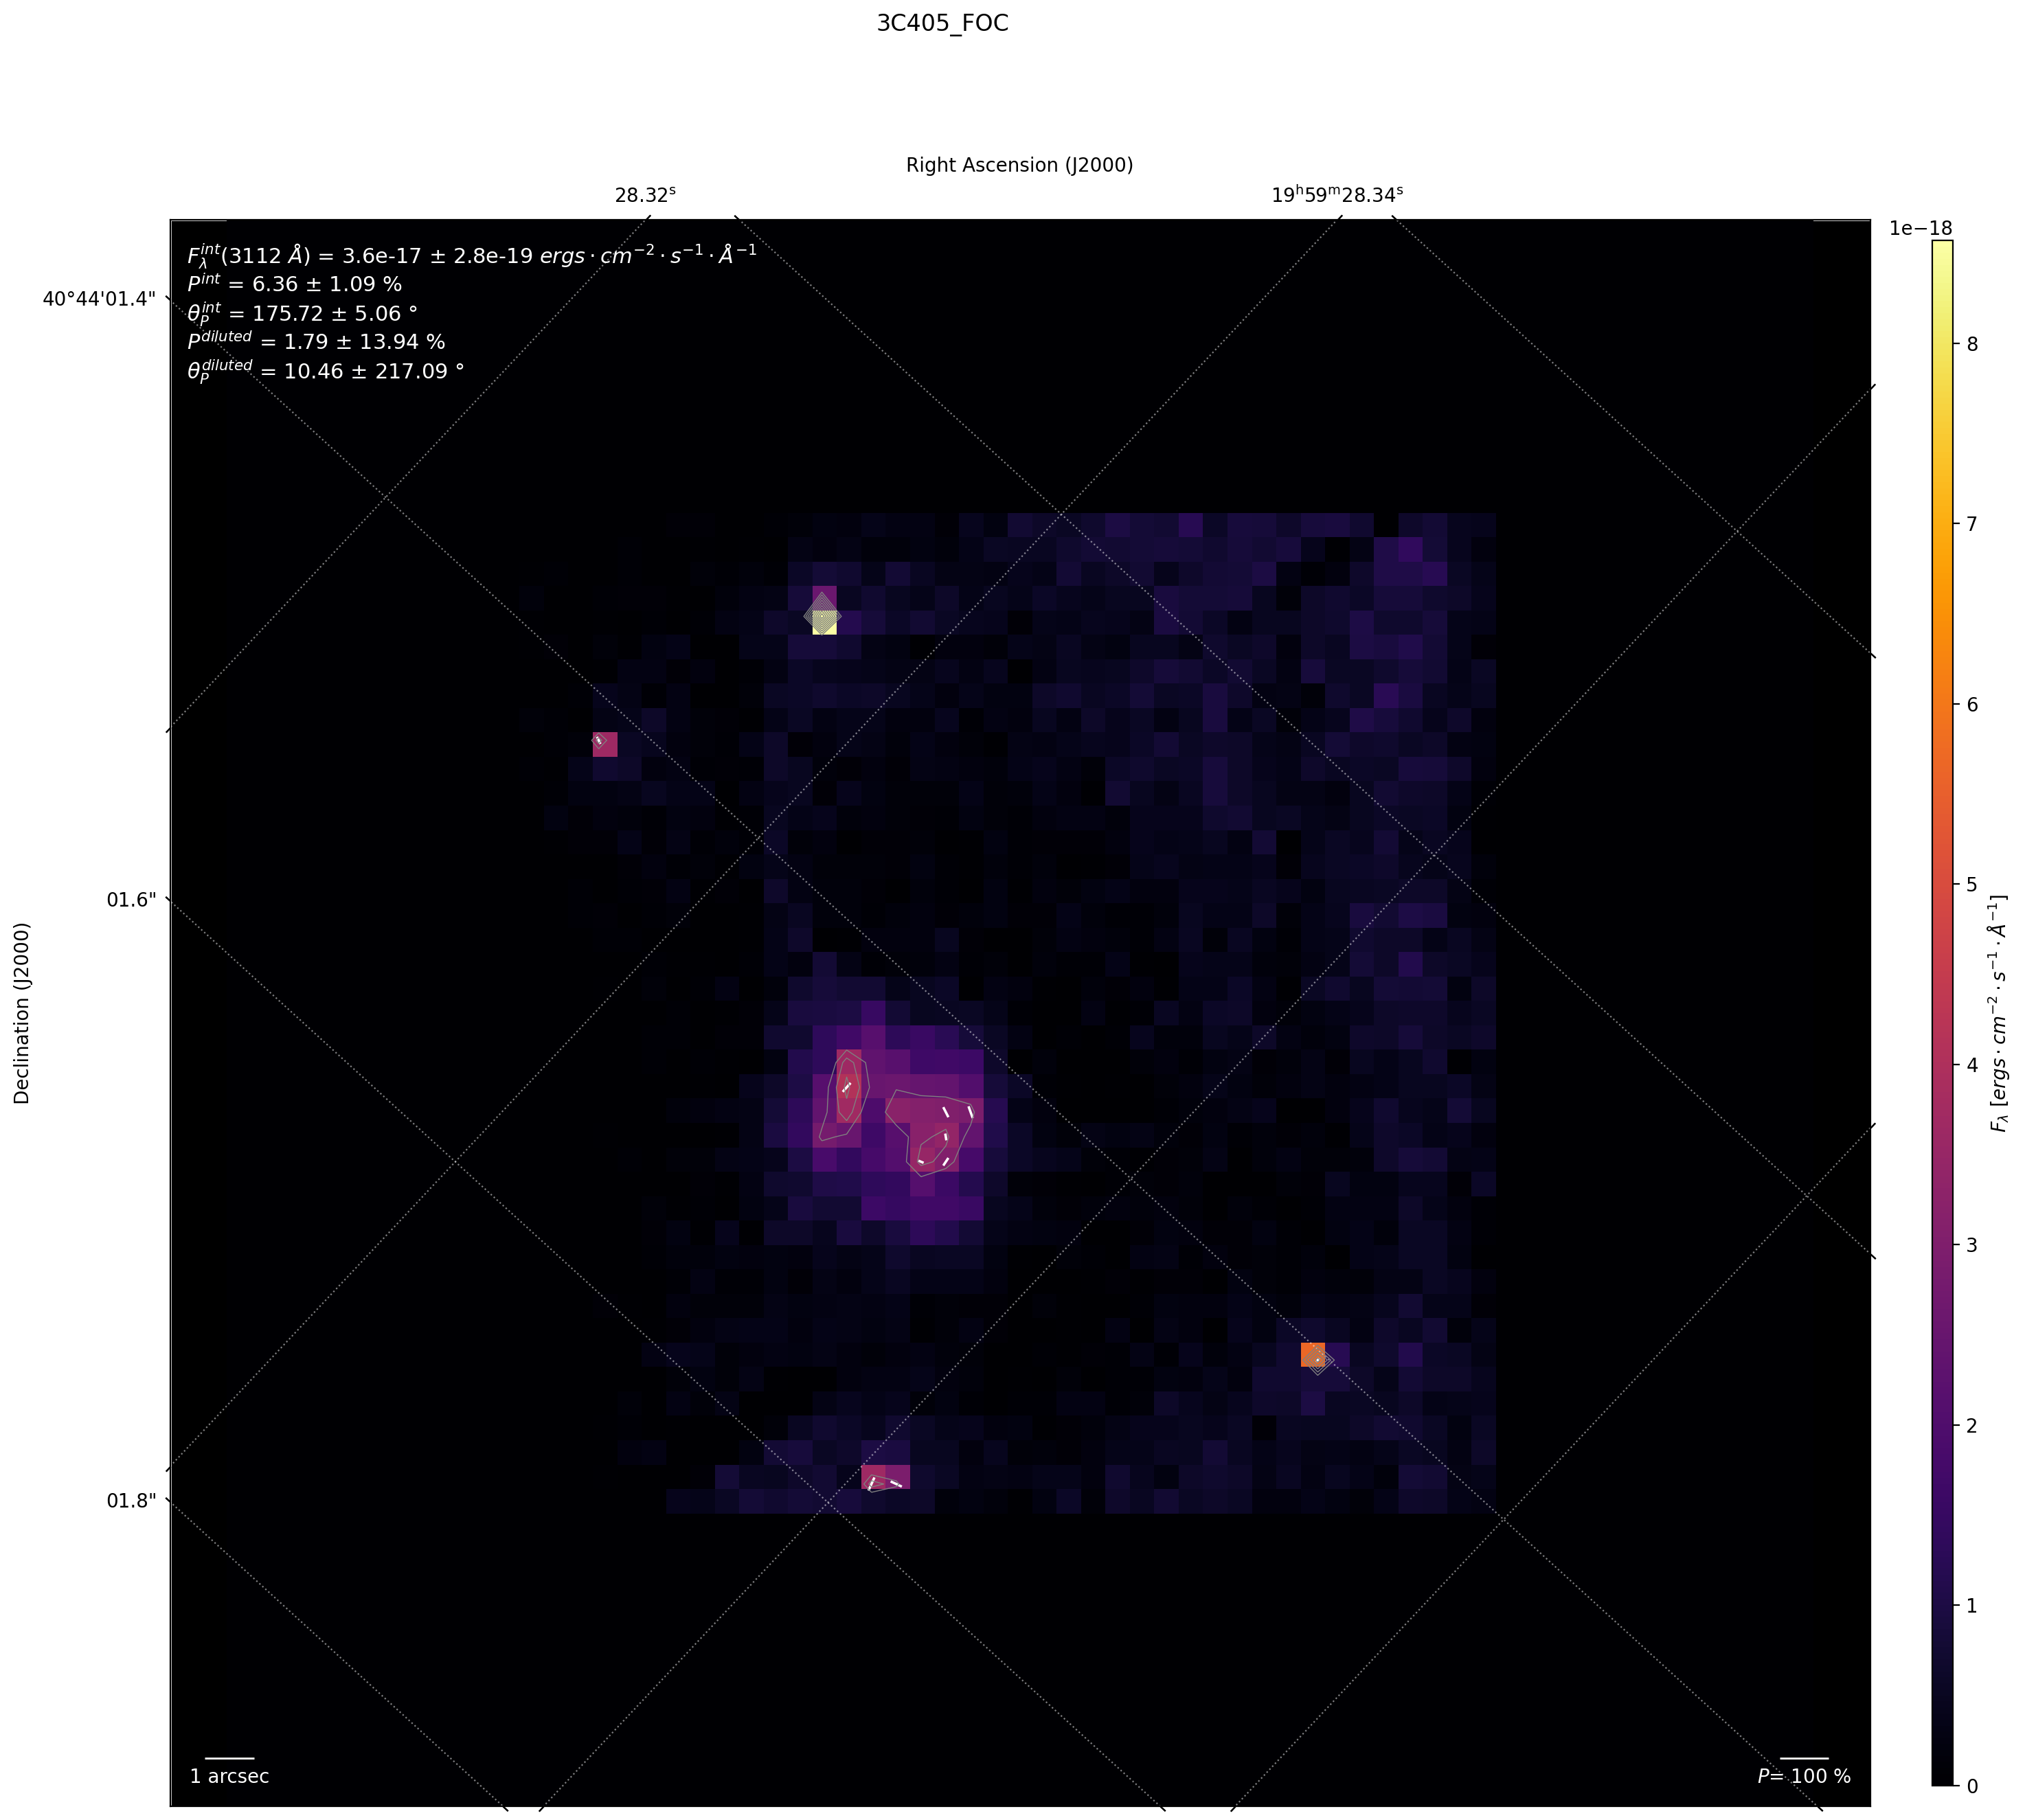 3C405_FOC
Right Ascension (J2000)
28.32ˢ
19ʰ59ᵐ28.34ˢ
1e−18
F_λ^int(3112 Å) = 3.6e-17 ± 2.8e-19 ergs · cm⁻² · s⁻¹ · Å⁻¹
P^int = 6.36 ± 1.09 %
θ_P^int = 175.72 ± 5.06 °
P^diluted = 1.79 ± 13.94 %
θ_P^diluted = 10.46 ± 217.09 °
40°44'01.4"
01.6"
01.8"
Declination (J2000)
8
7
6
5
4
3
2
1
0
F_λ [ergs · cm⁻² · s⁻¹ · Å⁻¹]
1 arcsec
P= 100 %